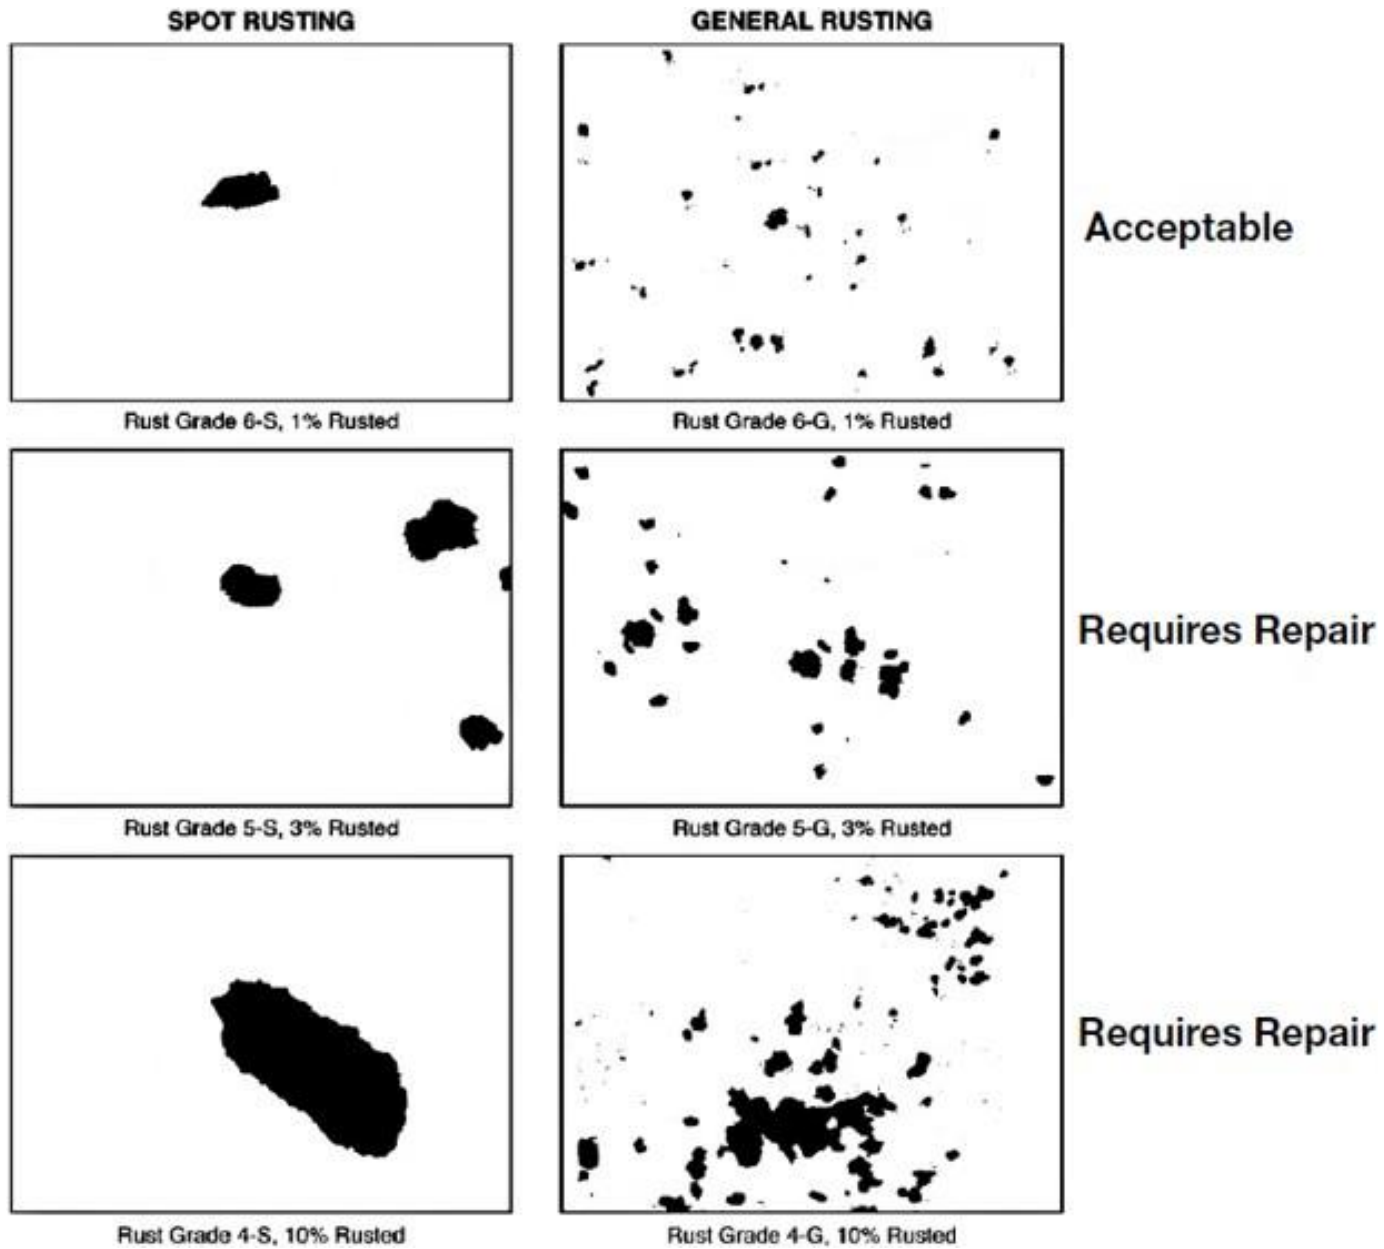 SPOT RUSTING
GENERAL RUSTING
Acceptable
Rust Grade 6-S, 1% Rusted
Rust Grade 6-G, 1% Rusted
Requires Repair
Rust Grade 5-S, 3% Rusted
Rust Grade 5-G, 3% Rusted
Requires Repair
Rust Grade 4-S, 10% Rusted
Rust Grade 4-G, 10% Rusted